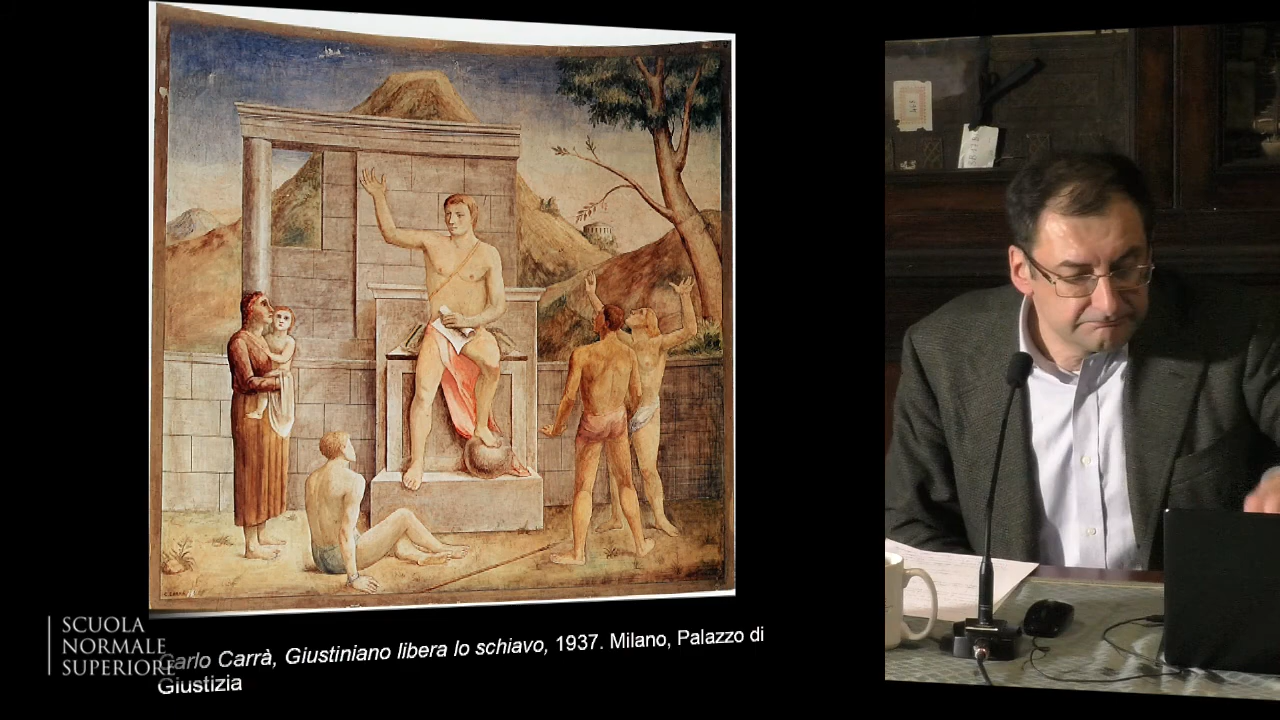 SCUOLA
NORMALE
SUPERIORE
Carlo Carrà, Giustiniano libera lo schiavo, 1937. Milano, Palazzo di
Giustizia